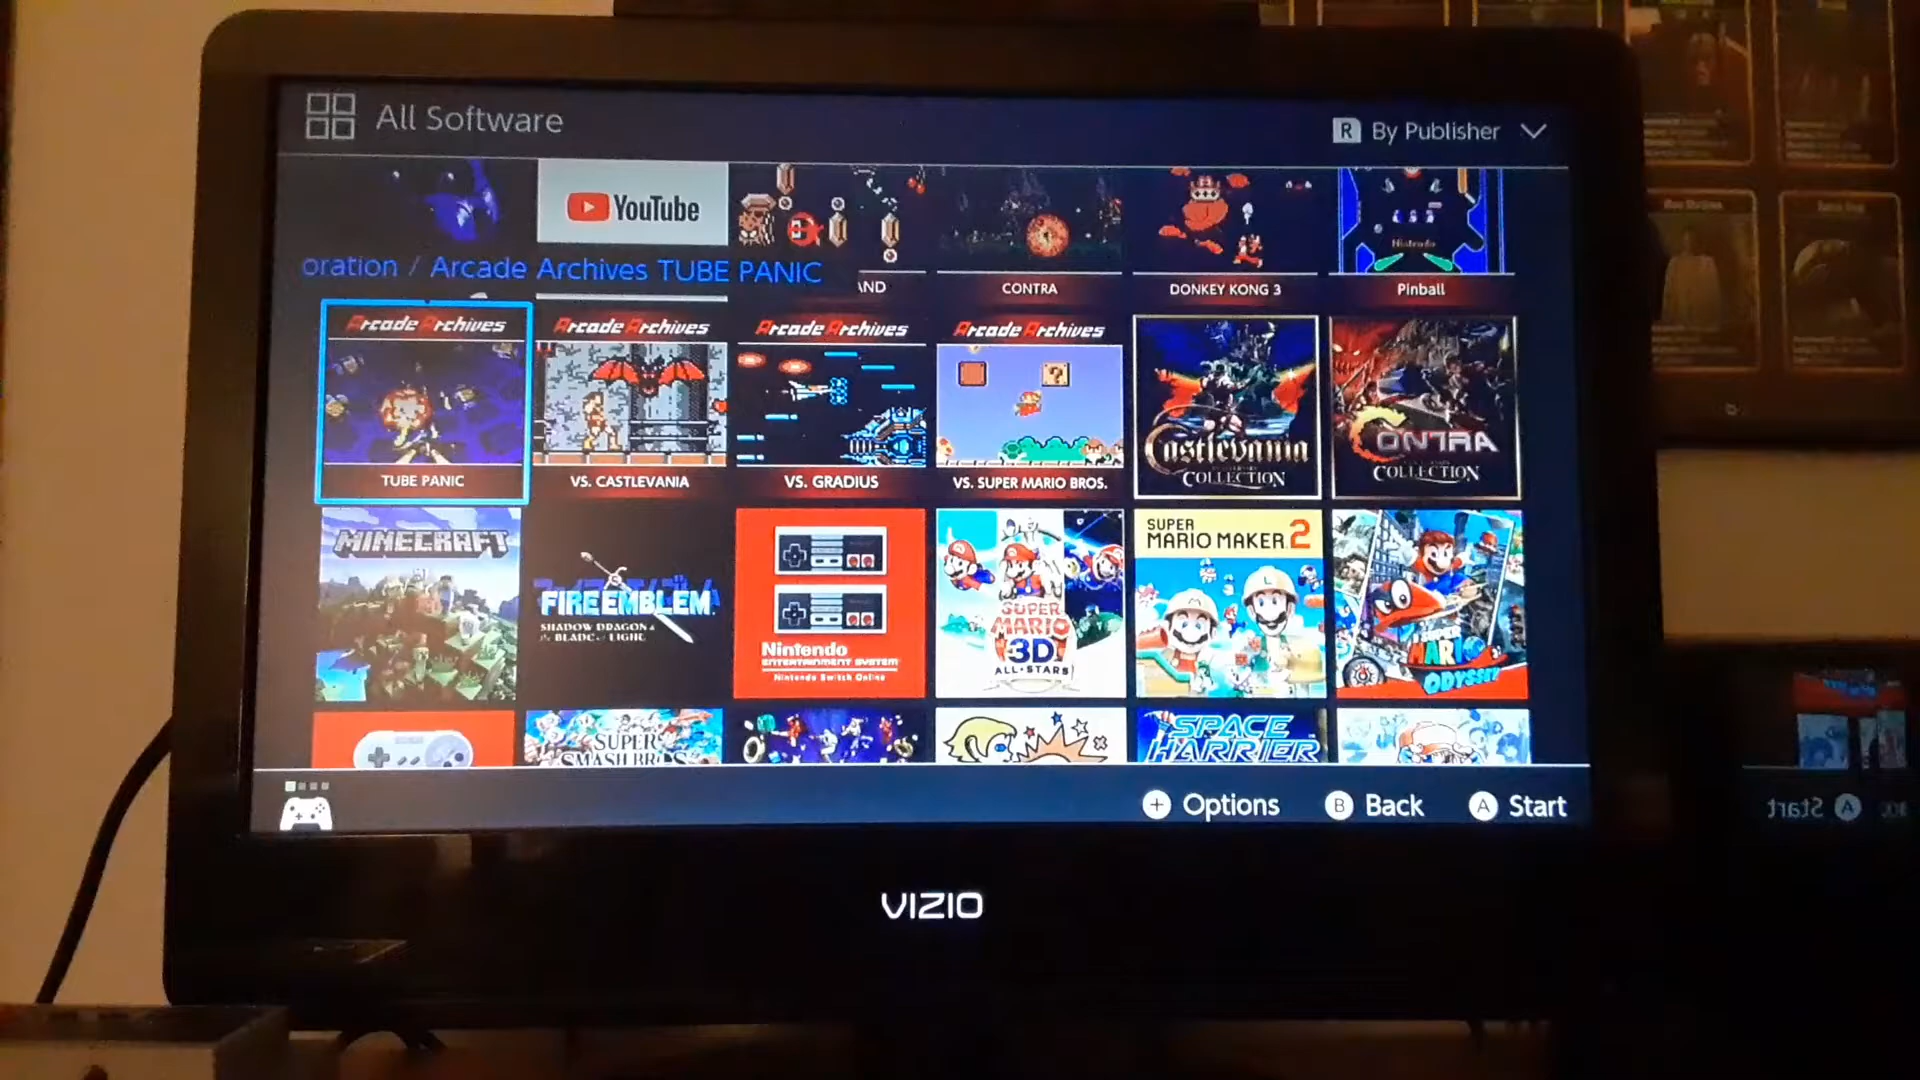 All Software
R By Publisher
YouTube
Nintendo
oration / Arcade Archives TUBE PANIC
AND
CONTRA
DONKEY KONG 3
Pinball
Arcade Archives
Arcade Archives
Arcade Archives
Arcade Archives
?
Castlevania
COLLECTION
CONTRA
COLLECTION
TUBE PANIC
VS. CASTLEVANIA
VS. GRADIUS
VS. SUPER MARIO BROS.
MINECRAFT
FIRE EMBLEM
SHADOW DRAGON &
the BLADE of LIGHT
Nintendo
ENTERTAINMENT SYSTEM
Nintendo Switch Online
SUPER
MARIO
3D
ALL-STARS
SUPER
MARIO MAKER 2
SUPER
MARIO
ODYSSEY
SUPER
SMASH BROS
SPACE
HARRIER
+ Options
B Back
A Start
A Start
VIZIO